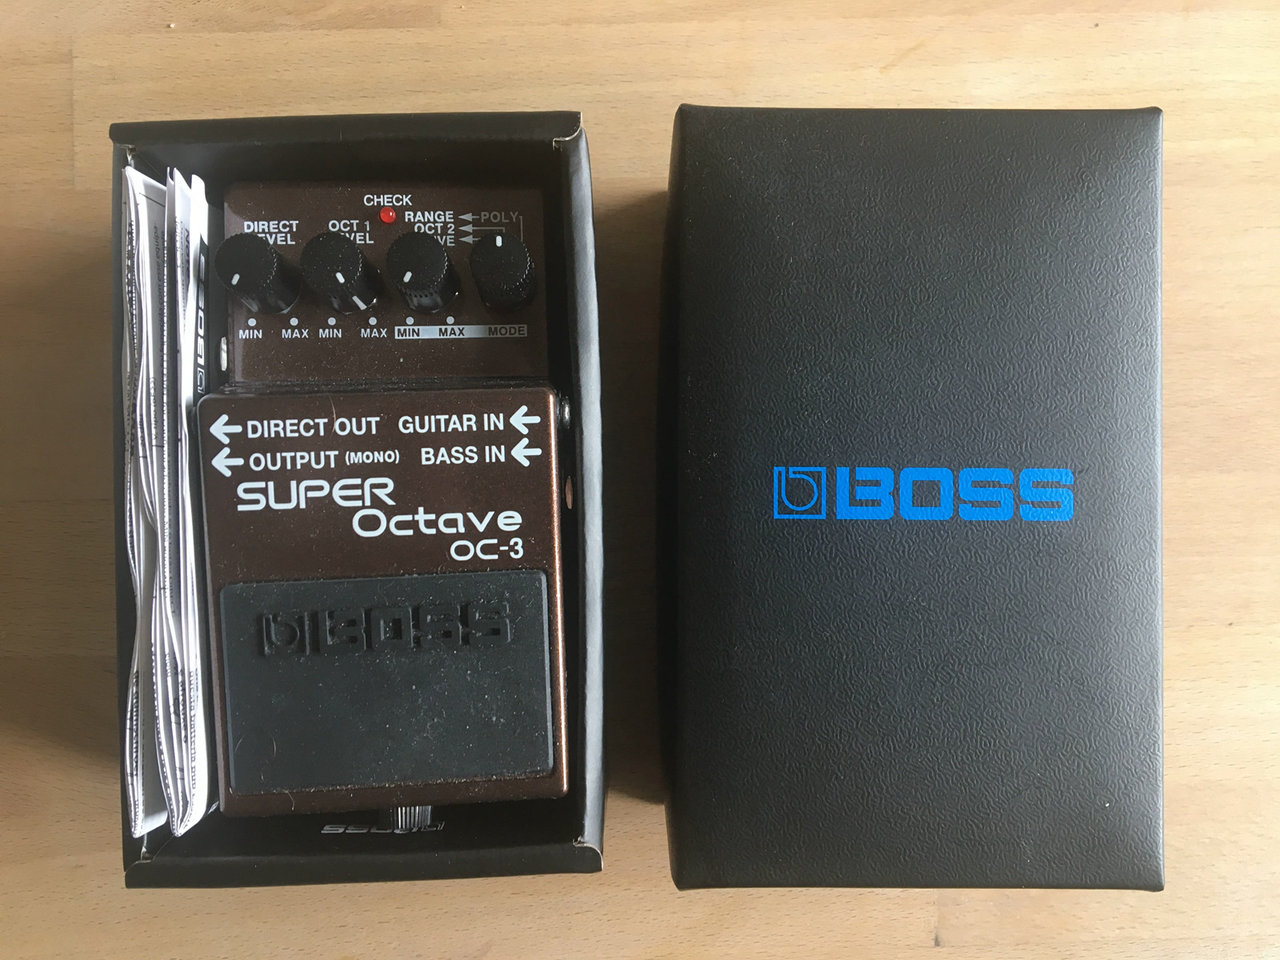 CHECK
DIRECT
OCT 1
RANGE
POLY
OCT 2
MIN
MAX
MIN
MAX
MIN
MAX
MODE
DIRECT OUT
GUITAR IN
OUTPUT (MONO)
BASS IN
SUPER
Octave
OC-3
BOSS
BOSS